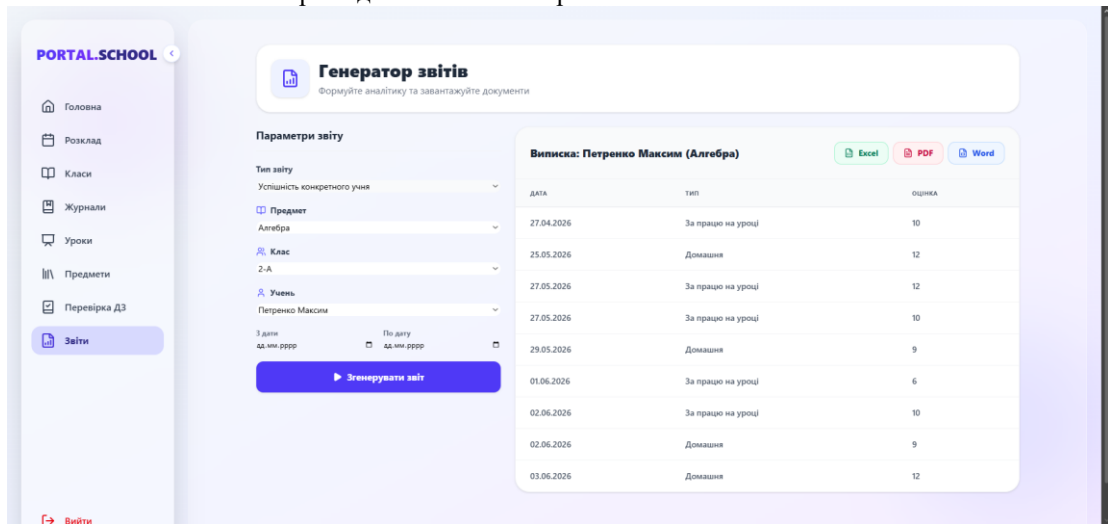 PORTAL.SCHOOL
Головна
Розклад
Класи
Журнали
Уроки
Предмети
Перевірка ДЗ
Звіти
Вийти
Генератор звітів
Формуйте аналітику та завантажуйте документи
Параметри звіту
Тип звіту
Успішність конкретного учня
Предмет
Алгебра
Клас
2-А
Учень
Петренко Максим
З дати По дату
дд.мм.рррр дд.мм.рррр
Згенерувати звіт
Виписка: Петренко Максим (Алгебра) Excel PDF Word
ДАТА ТИП ОЦІНКА
27.04.2026 За працю на уроці 10
25.05.2026 Домашня 12
27.05.2026 За працю на уроці 12
27.05.2026 За працю на уроці 10
29.05.2026 Домашня 9
01.06.2026 За працю на уроці 6
02.06.2026 За працю на уроці 10
02.06.2026 Домашня 9
03.06.2026 Домашня 12